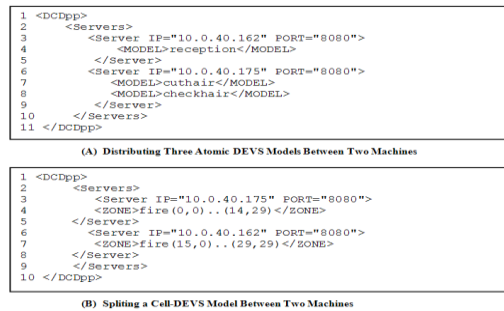 1 <DCDpp>
2 <Servers>
3 <Server IP="10.0.40.162" PORT="8080">
4 <MODEL>reception</MODEL>
5 </Server>
6 <Server IP="10.0.40.175" PORT="8080">
7 <MODEL>cuthair</MODEL>
8 <MODEL>checkhair</MODEL>
9 </Server>
10 </Servers>
11 </DCDpp>
(A) Distributing Three Atomic DEVS Models Between Two Machines
1 <DCDpp>
2 <Servers>
3 <Server IP="10.0.40.175" PORT="8080">
4 <ZONE>fire(0,0)..(14,29)</ZONE>
5 </Server>
6 <Server IP="10.0.40.162" PORT="8080">
7 <ZONE>fire(15,0)..(29,29)</ZONE>
8 </Server>
9 </Servers>
10 </DCDpp>
(B) Spliting a Cell-DEVS Model Between Two Machines